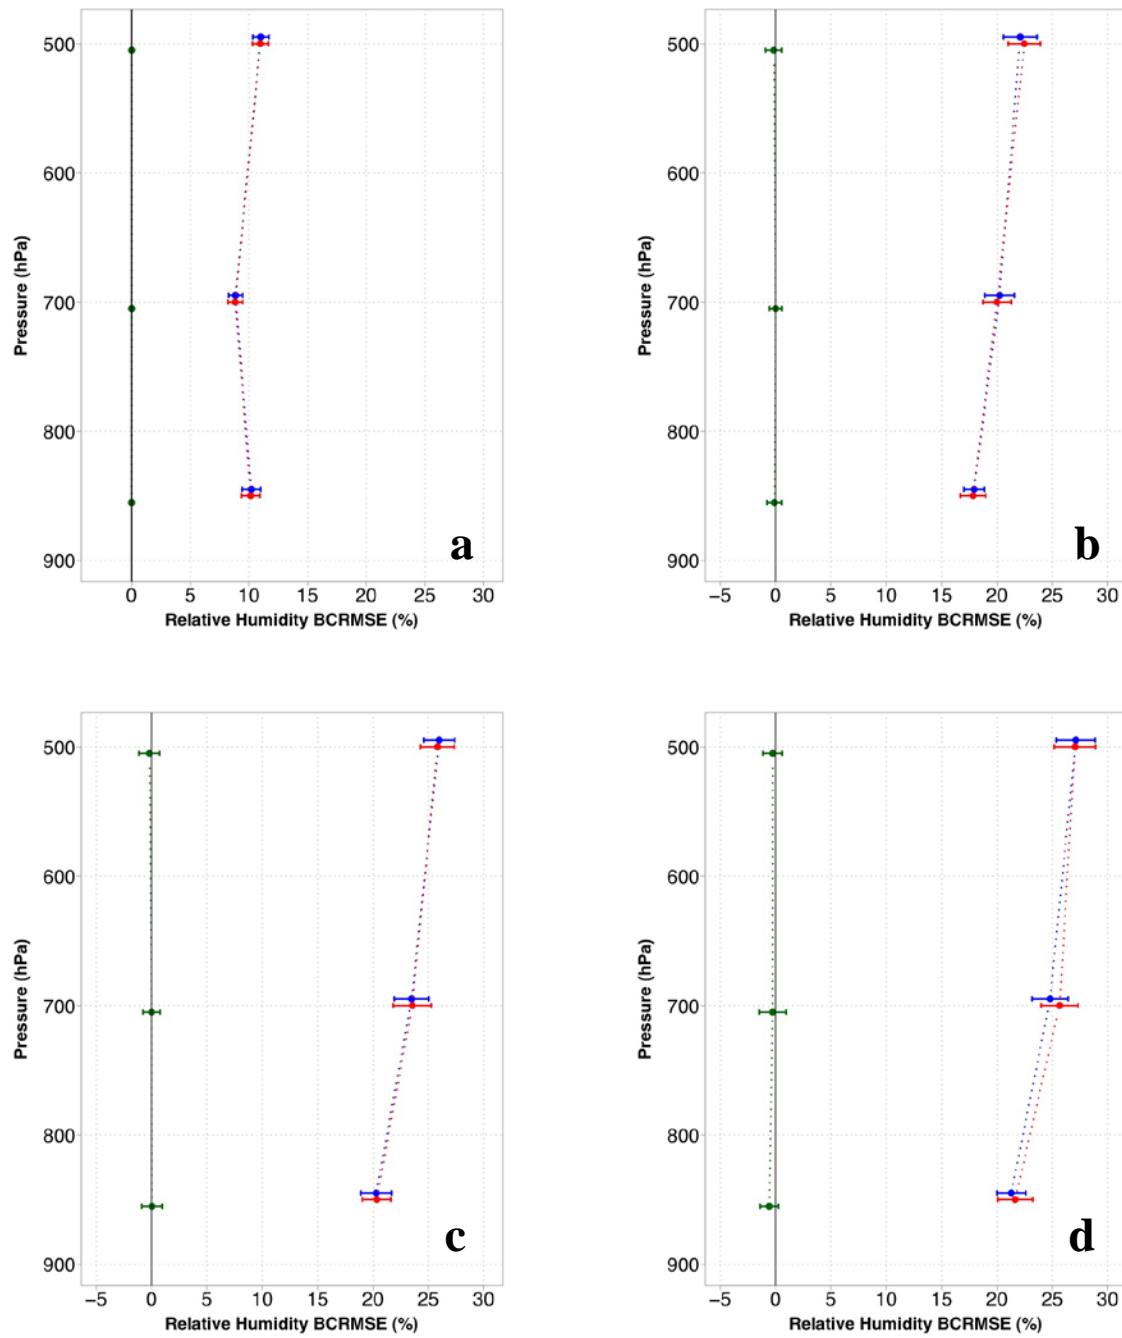 500
600
700
800
900
Pressure (hPa)
a
0 5 10 15 20 25 30
Relative Humidity BCRMSE (%)
500
600
700
800
900
Pressure (hPa)
b
−5 0 5 10 15 20 25 30
Relative Humidity BCRMSE (%)
500
600
700
800
900
Pressure (hPa)
c
−5 0 5 10 15 20 25 30
Relative Humidity BCRMSE (%)
500
600
700
800
900
Pressure (hPa)
d
−5 0 5 10 15 20 25 30
Relative Humidity BCRMSE (%)